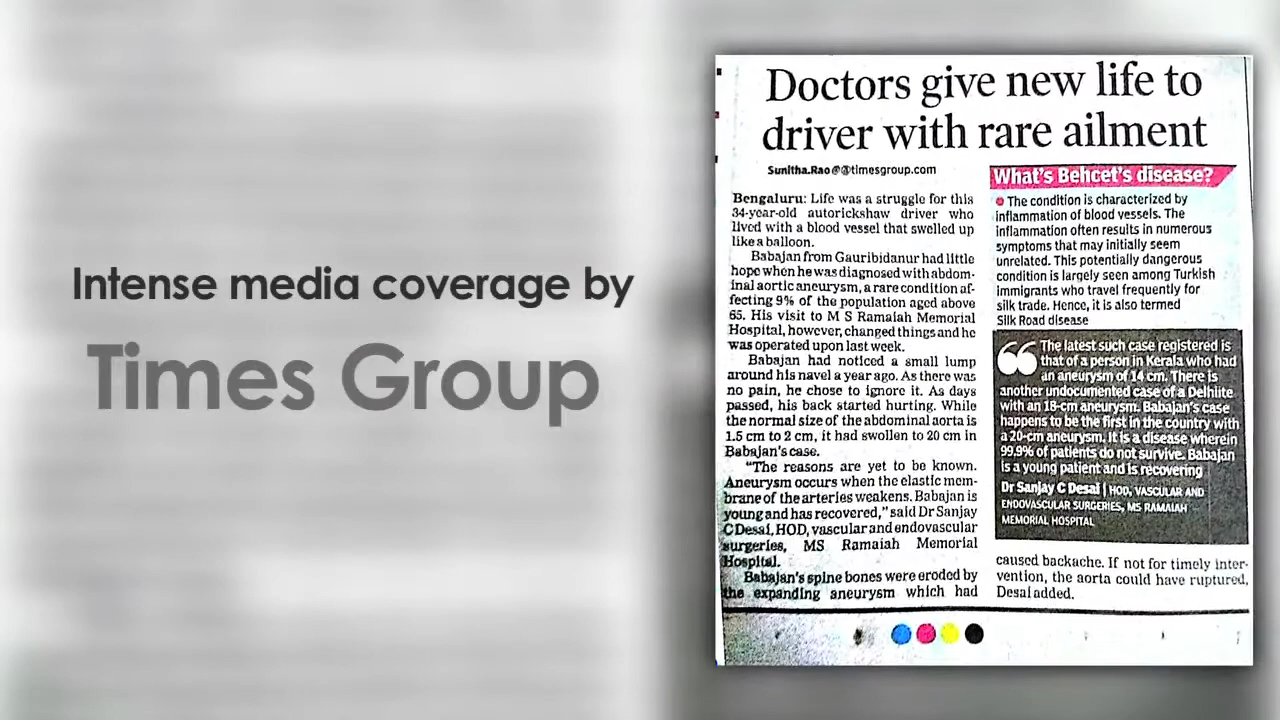 Intense media coverage by
Times Group
Doctors give new life to
driver with rare ailment
Sunitha.Rao@@timesgroup.com
Bengaluru: Life was a struggle for this
34-year-old autorickshaw driver who
lived with a blood vessel that swelled up
like a balloon.
Babajan from Gauribidanur had little
hope when he was diagnosed with abdom-
inal aortic aneurysm, a rare condition af-
fecting 9% of the population aged above
65. His visit to M S Ramaiah Memorial
Hospital, however, changed things and he
was operated upon last week.
Babajan had noticed a small lump
around his navel a year ago. As there was
no pain, he chose to ignore it. As days
passed, his back started hurting. While
the normal size of the abdominal aorta is
1.5 cm to 2 cm, it had swollen to 20 cm in
Babajan's case.
"The reasons are yet to be known.
Aneurysm occurs when the elastic mem-
brane of the arteries weakens. Babajan is
young and has recovered," said Dr Sanjay
C Desai, HOD, vascular and endovascular
surgeries, MS Ramaiah Memorial
Hospital.
Babajan's spine bones were eroded by
the expanding aneurysm which had
What's Behcet's disease?
The condition is characterized by
inflammation of blood vessels. The
inflammation often results in numerous
symptoms that may initially seem
unrelated. This potentially dangerous
condition is largely seen among Turkish
immigrants who travel frequently for
silk trade. Hence, it is also termed
Silk Road disease
The latest such case registered is
that of a person in Kerala who had
an aneurysm of 14 cm. There is
another undocumented case of a Delhiite
with an 18-cm aneurysm. Babajan's case
happens to be the first in the country with
a 20-cm aneurysm. It is a disease wherein
99.9% of patients do not survive. Babajan
is a young patient and is recovering
Dr Sanjay C Desai | HOD, VASCULAR AND
ENDOVASCULAR SURGERIES, MS RAMAIAH
MEMORIAL HOSPITAL
caused backache. If not for timely inter-
vention, the aorta could have ruptured,
Desai added.